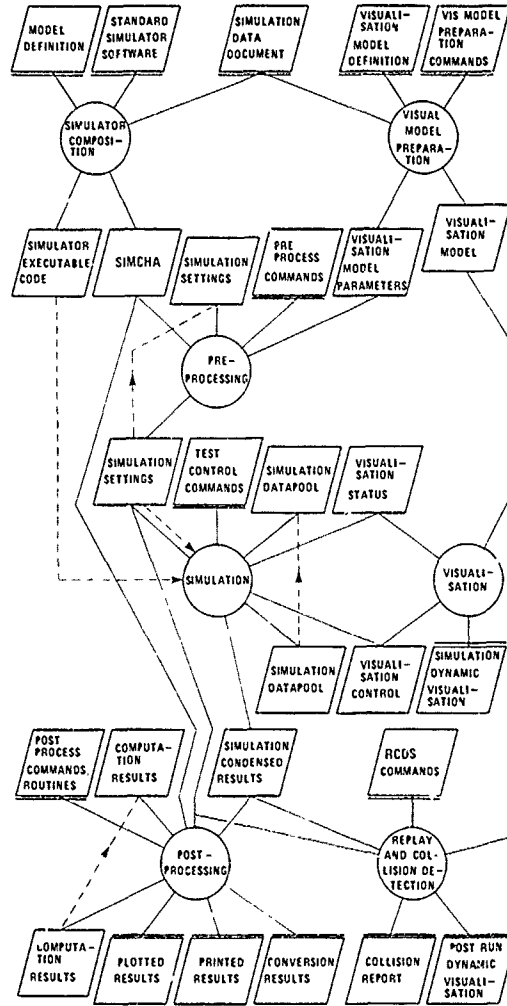 MODEL
DEFINITION
STANDARD
SIMULATOR
SOFTWARE
SIMULATION
DATA
DOCUMENT
VISUALI-
SATION
MODEL
DEFINITION
VIS MODEL
PREPA-
RATION
COMMANDS
SIMULATOR
COMPOSI-
TION
VISUAL
MODEL
PREPARA-
TION
SIMULATOR
EXECUTABLE
CODE
SIMCHA
SIMULATION
SETTINGS
PRE
PROCESS
COMMANDS
VISUALI-
SATION
MODEL
PARAMETERS
VISUALI-
SATION
MODEL
PRE-
PROCESSING
SIMULATION
SETTINGS
TEST
CONTROL
COMMANDS
SIMULATION
DATAPOOL
VISUALI-
SATION
STATUS
SIMULATION
VISUALI-
SATION
SIMULATION
DATAPOOL
VISUALI-
SATION
CONTROL
SIMULATION
DYNAMIC
VISUALI-
SATION
POST
PROCESS
COMMANDS,
ROUTINES
COMPUTA-
TION
RESULTS
SIMULATION
CONDENSED
RESULTS
RCDS
COMMANDS
POST-
PROCESSING
REPLAY
AND COL-
LISION DE-
TECTION
COMPUTA-
TION
RESULTS
PLOTTED
RESULTS
PRINTED
RESULTS
CONVERSION
RESULTS
COLLISION
REPORT
POST RUN
DYNAMIC
VISUALI-
SATION